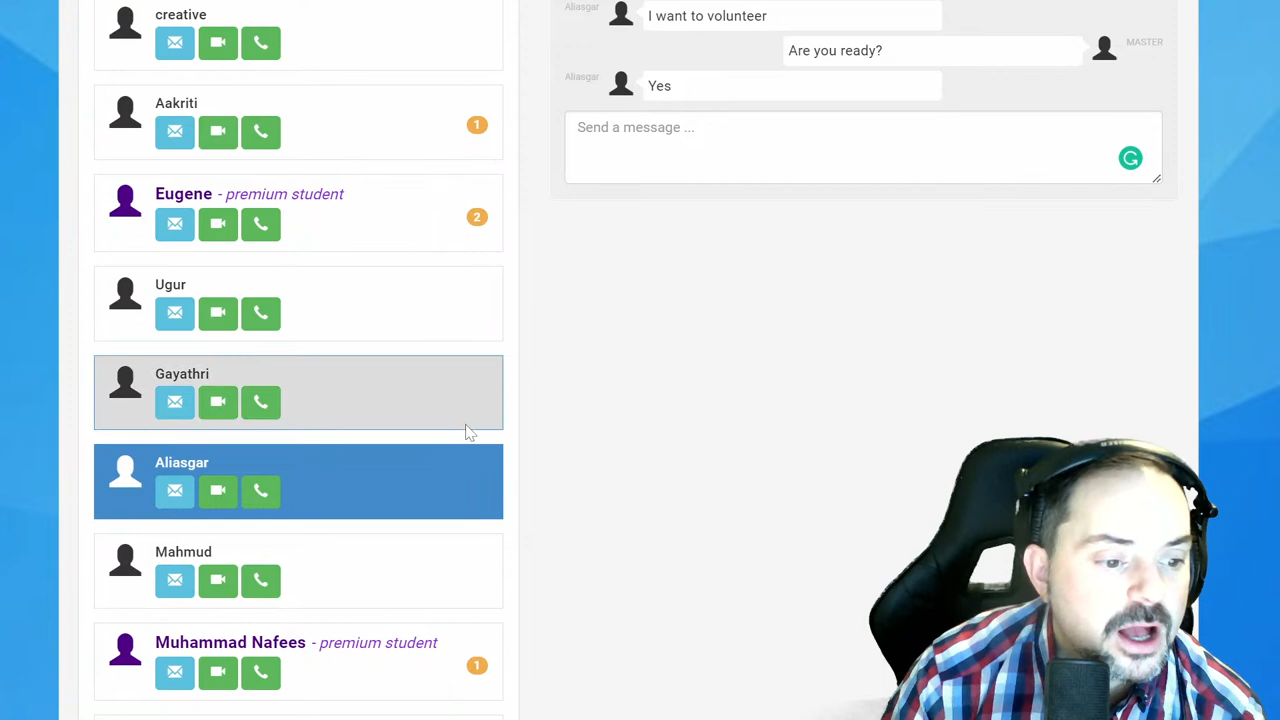 creative
Aakriti
1
Eugene - premium student
2
Ugur
Gayathri
Aliasgar
Mahmud
Muhammad Nafees - premium student
1
Aliasgar
I want to volunteer
Are you ready?
MASTER
Aliasgar
Yes
Send a message ...